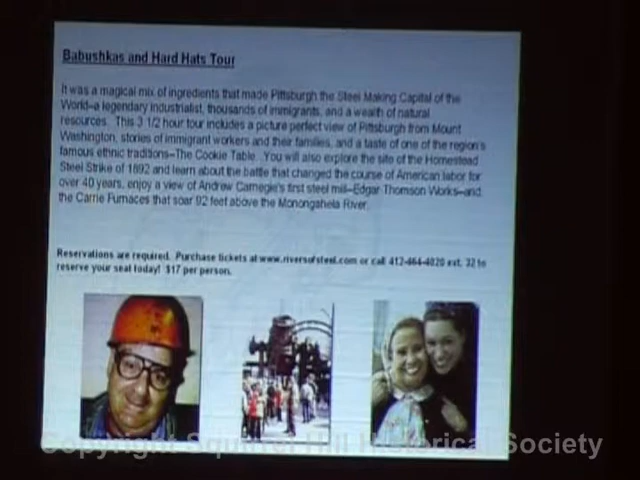 Babushkas and Hard Hats Tour
It was a magical mix of ingredients that made Pittsburgh the Steel Making Capital of the
World--a legendary industrialist, thousands of immigrants, and a wealth of natural
resources. This 3 1/2 hour tour includes a picture perfect view of Pittsburgh from Mount
Washington, stories of immigrant workers and their families, and a taste of one of the region's
famous ethnic traditions--The Cookie Table. You will also explore the site of the Homestead
Steel Strike of 1892 and learn about the battle that changed the course of American labor for
over 40 years, enjoy a view of Andrew Carnegie's first steel mill--Edgar Thomson Works--and
the Carrie Furnaces that soar 92 feet above the Monongahela River.
Reservations are required. Purchase tickets at www.riversofsteel.com or call 412-464-4020 ext. 32 to
reserve your seat today! $17 per person.
Copyright Squirrel Hill Historical Society